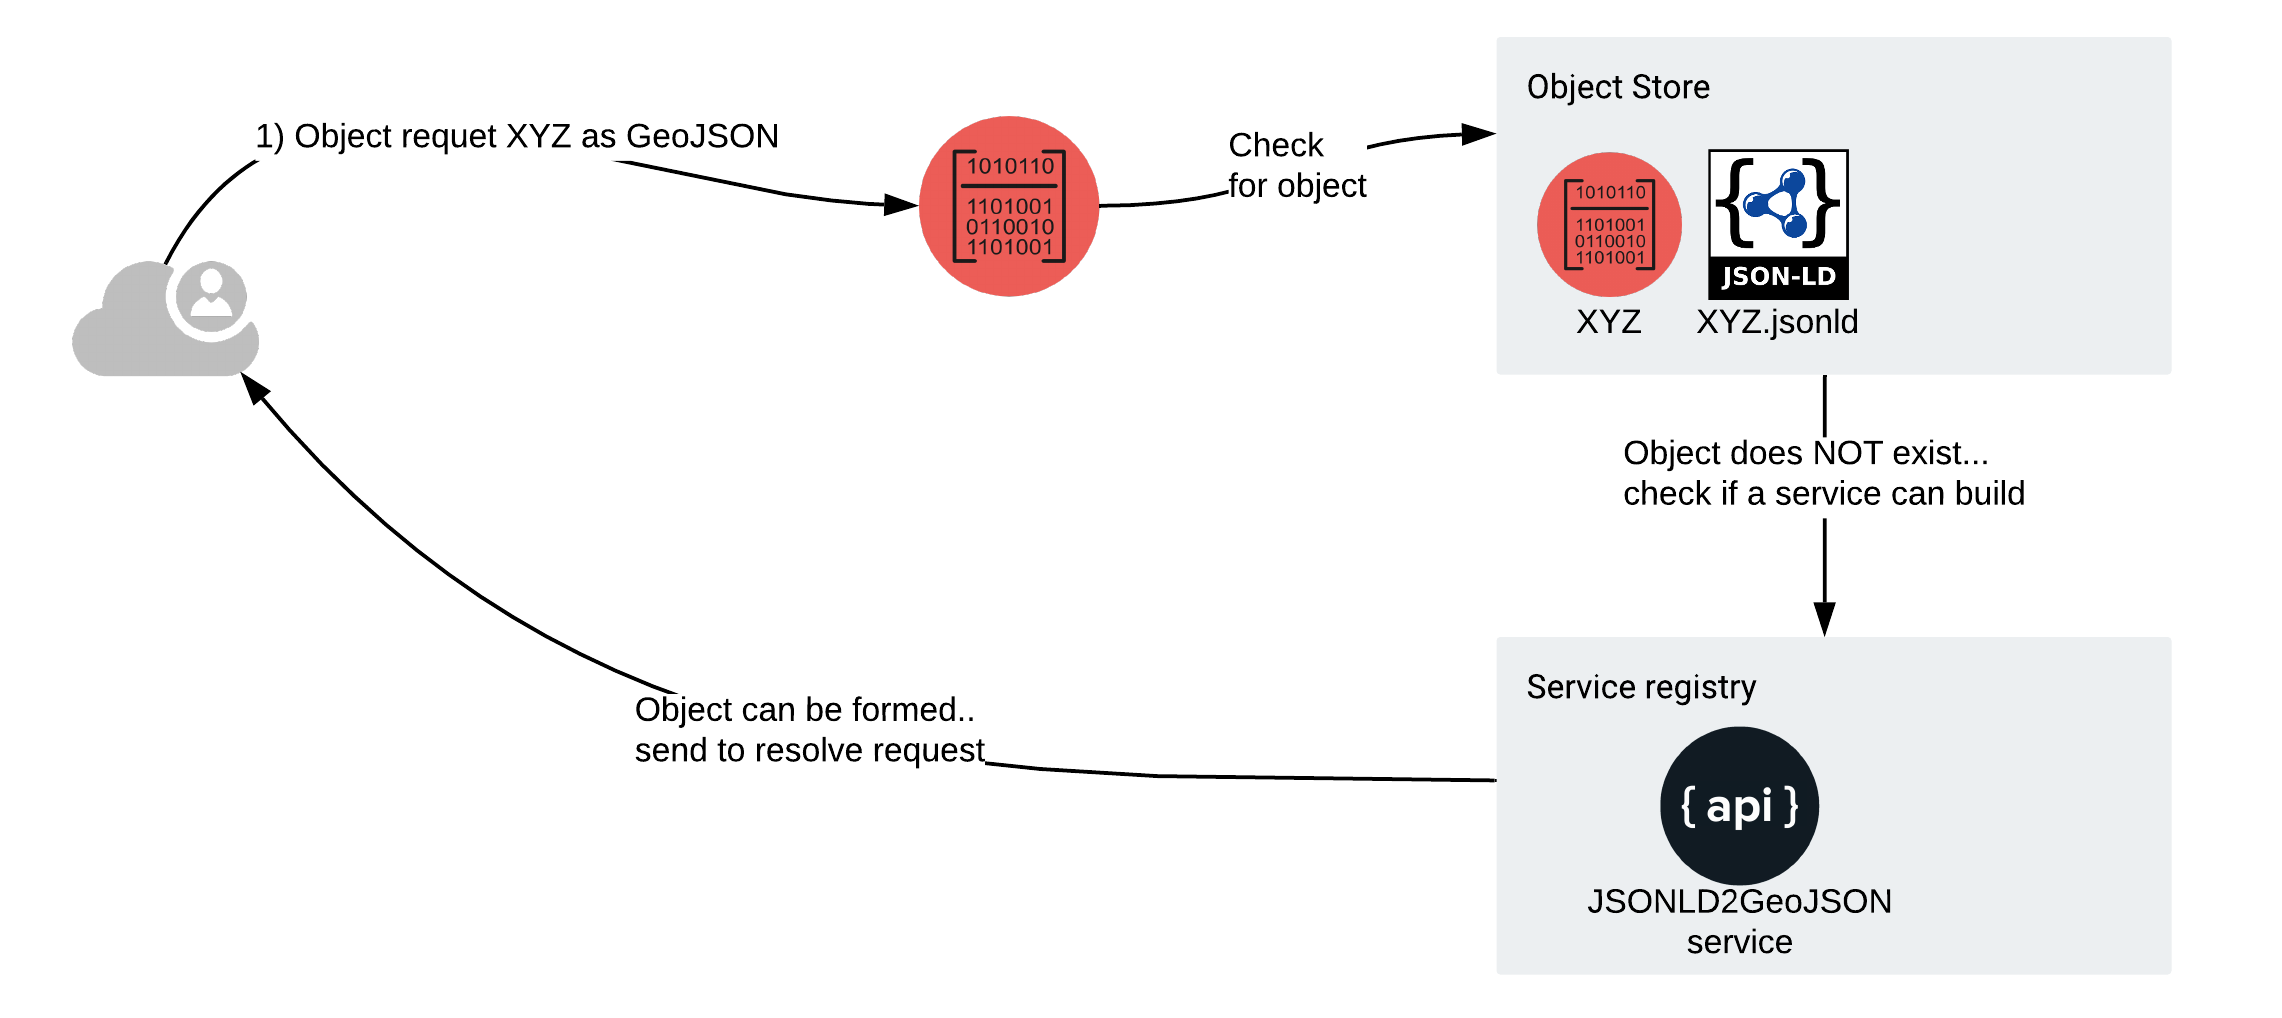 1) Object requet XYZ as GeoJSON
1010110
1101001
0110010
1101001
Check
for object
Object Store
1010110
1101001
0110010
1101001
XYZ
{ }
JSON-LD
XYZ.jsonld
Object does NOT exist...
check if a service can build
Service registry
{ api }
JSONLD2GeoJSON
service
Object can be formed..
send to resolve request